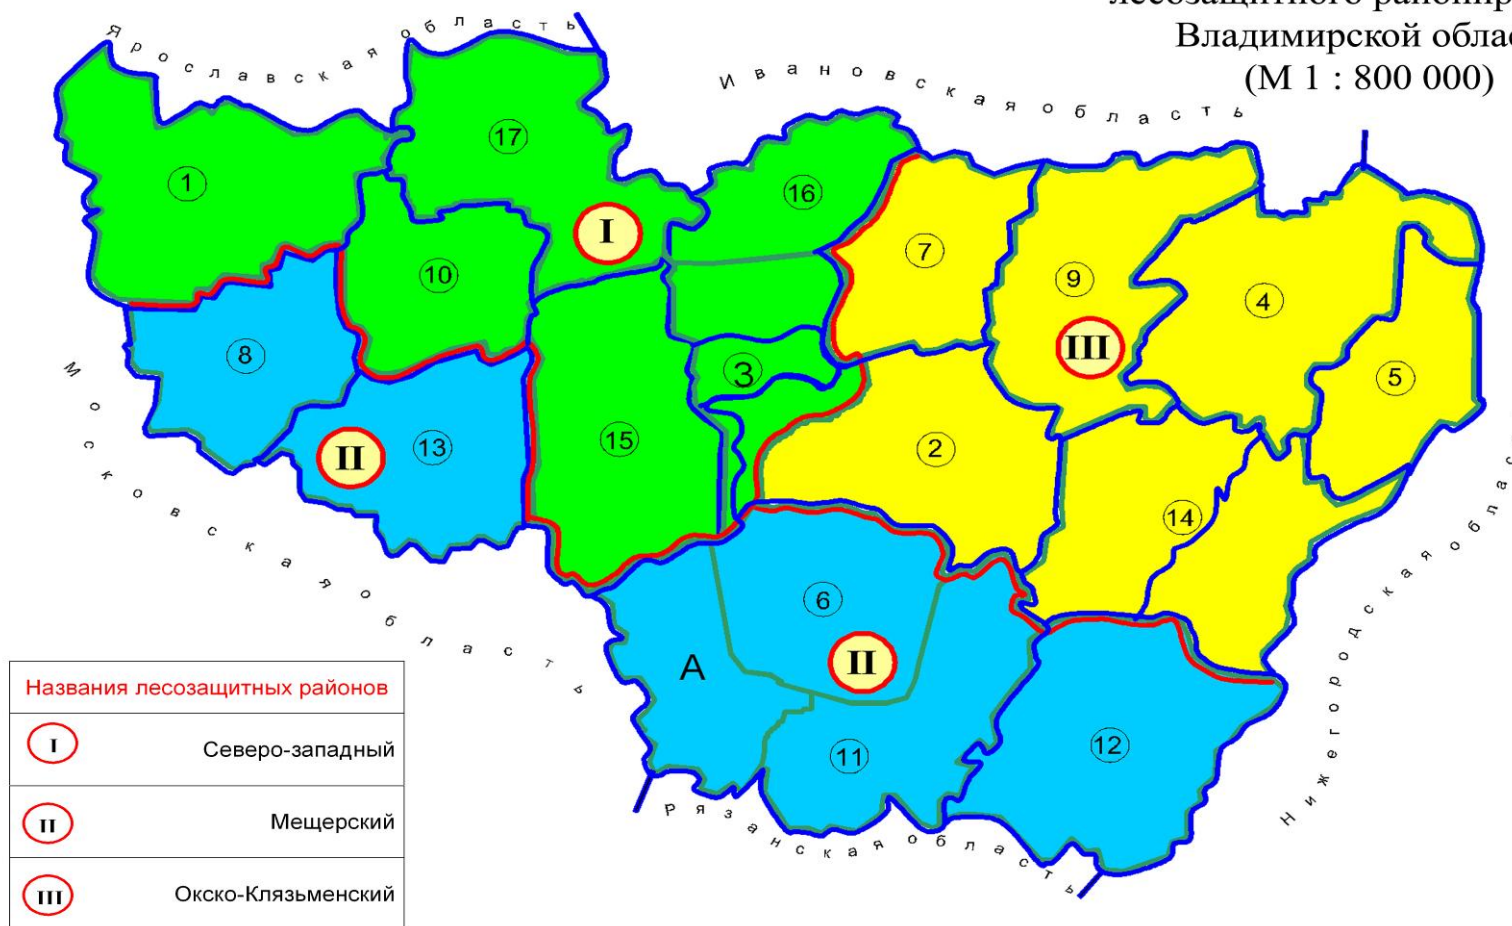 лесозащитного районир
Владимирской облас
(М 1 : 800 000)
Ярославская область
Ивановская область
17
1
16
I
7
10
9
4
III
8
3
5
15
2
13
II
14
6
II
А
12
11
Московская область
Рязанская область
Нижегородская облас
Названия лесозащитных районов
I Северо-западный
II Мещерский
III Окско-Клязьменский